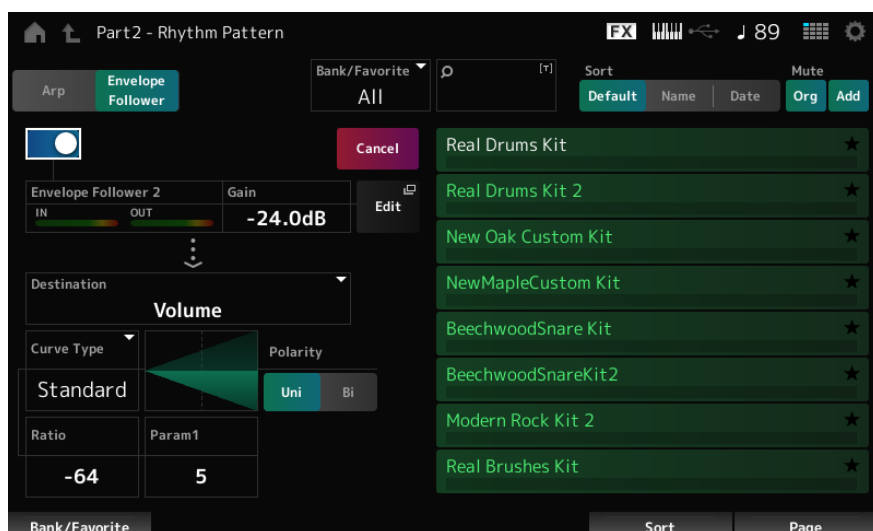 Part2 - Rhythm Pattern
FX
89
Arp
Envelope
Follower
Bank/Favorite
All
[T]
Sort
Default Name Date
Mute
Org Add
Cancel
Envelope Follower 2
IN OUT
Gain
-24.0dB
Edit
Destination
Volume
Curve Type
Standard
Polarity
Uni Bi
Ratio
-64
Param1
5
Real Drums Kit
Real Drums Kit 2
New Oak Custom Kit
NewMapleCustom Kit
BeechwoodSnare Kit
BeechwoodSnareKit2
Modern Rock Kit 2
Real Brushes Kit
Bank/Favorite
Sort
Page